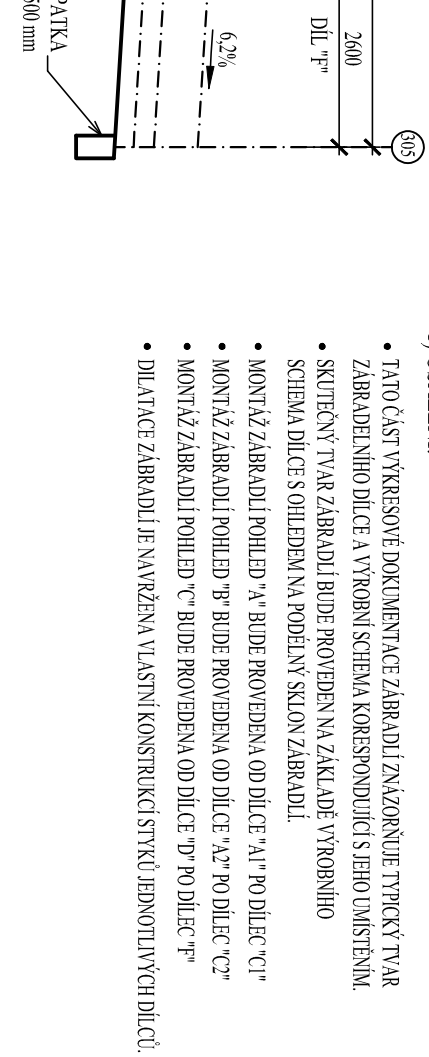 305
2600
DÍL "F"
6,2%
PATKA
500 mm
• TATO ČÁST VÝKRESOVÉ DOKUMENTACE ZÁBRADLÍ ZNÁZORŇUJE TYPICKÝ TVAR
ZÁBRADELNÍHO DÍLCE A VÝROBNÍ SCHEMA KORESPONDUJÍCÍ S JEHO UMÍSTĚNÍM.
• SKUTEČNÝ TVAR ZÁBRADLÍ BUDE PROVEDEN NA ZÁKLADĚ VÝROBNÍHO
SCHEMA DÍLCE S OHLEDEM NA PODÉLNÝ SKLON ZÁBRADLÍ.
• MONTÁŽ ZÁBRADLÍ POHLED "A" BUDE PROVEDENA OD DÍLCE "A1" PO DÍLEC "C1"
• MONTÁŽ ZÁBRADLÍ POHLED "B" BUDE PROVEDENA OD DÍLCE "A2" PO DÍLEC "C2"
• MONTÁŽ ZÁBRADLÍ POHLED "C" BUDE PROVEDENA OD DÍLCE "D" PO DÍLEC "F"
• DILATACE ZÁBRADLÍ JE NAVRŽENA VLASTNÍ KONSTRUKCÍ STYKŮ JEDNOTLIVÝCH DÍLCŮ.